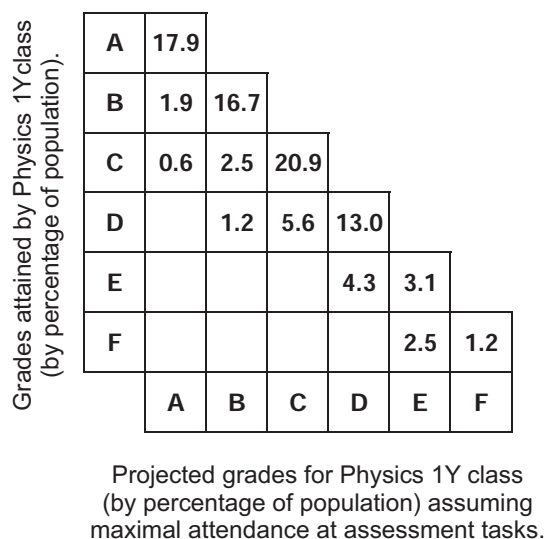 Grades attained by Physics 1Yclass
(by percentage of population).
A 17.9
B 1.9 16.7
C 0.6 2.5 20.9
D 1.2 5.6 13.0
E 4.3 3.1
F 2.5 1.2
A B C D E F
Projected grades for Physics 1Y class
(by percentage of population) assuming
maximal attendance at assessment tasks.